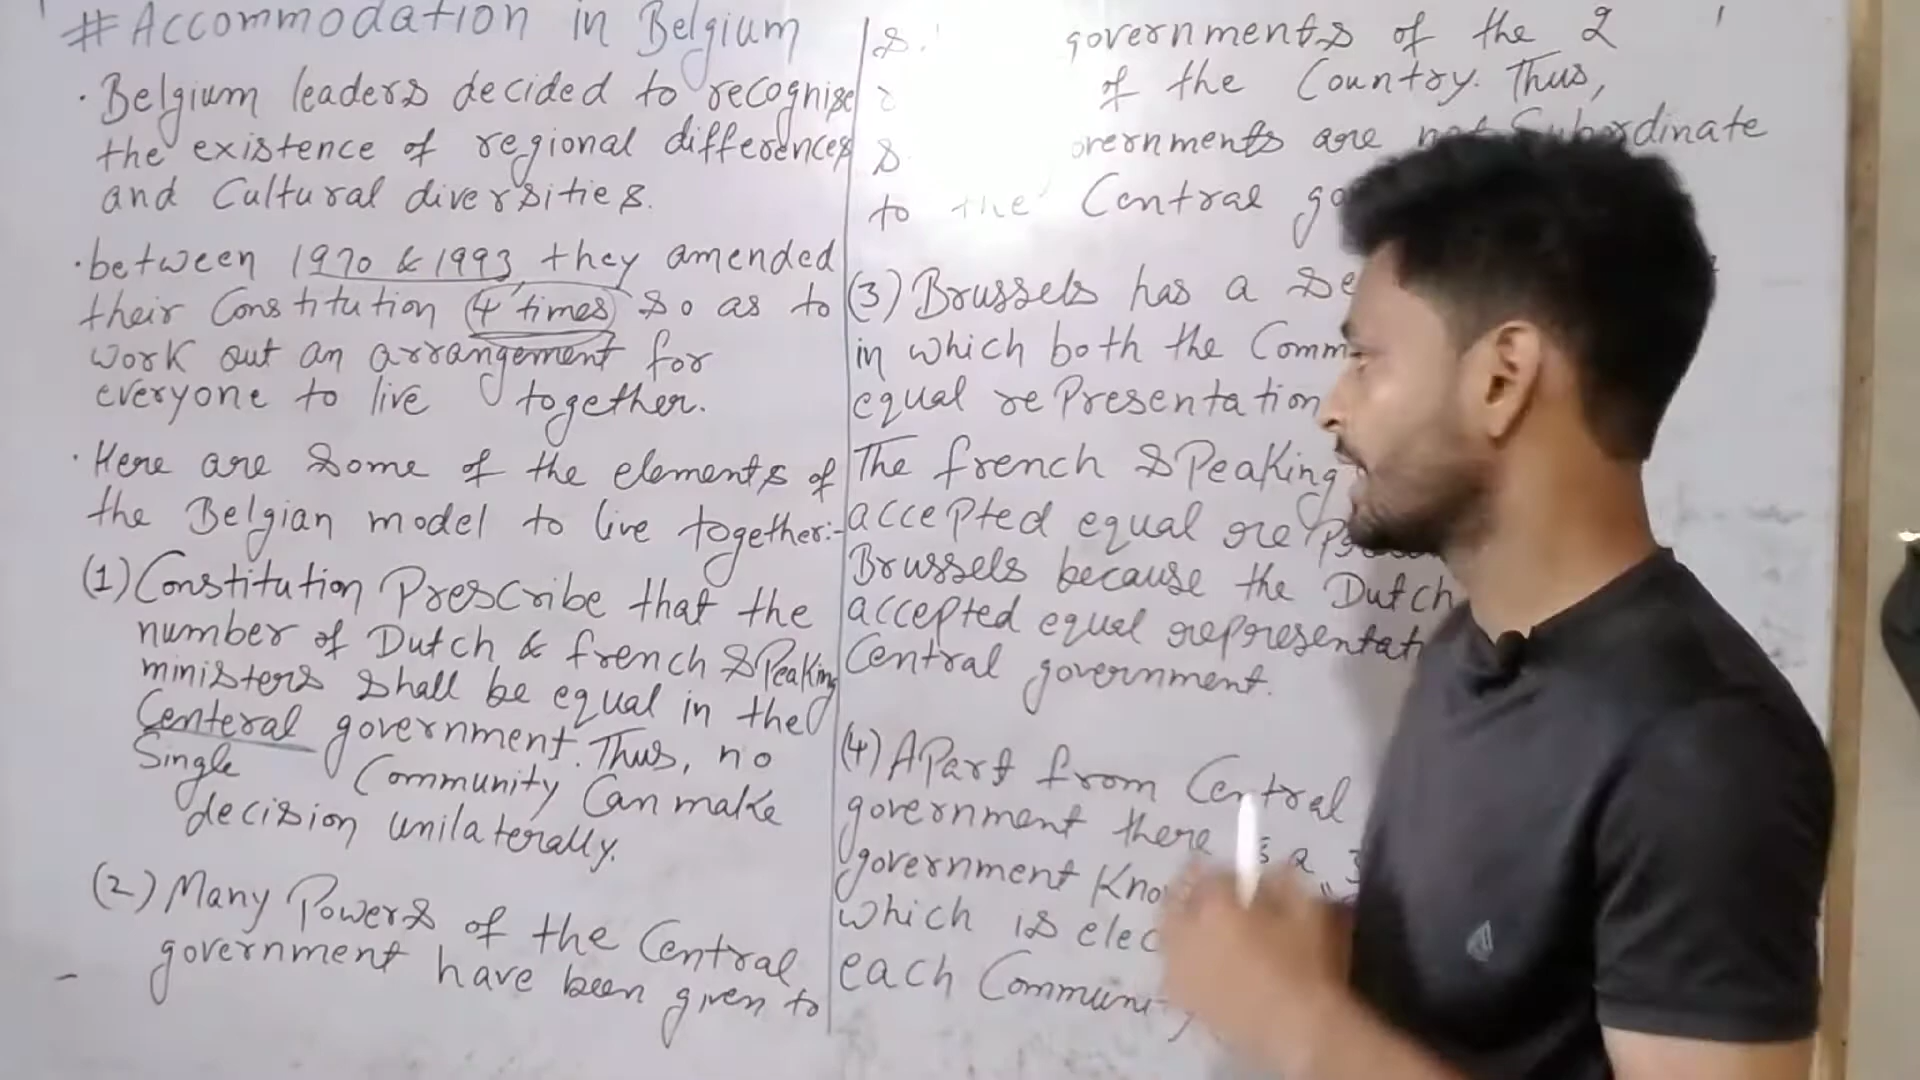 # Accommodation in Belgium
· Belgium leaders decided to recognise
the existence of regional differences
and Cultural diversities.
· between 1970 & 1993 they amended
their Constitution (4 times) so as to
work out an arrangement for
everyone to live together.
· Here are some of the elements of
the Belgian model to live together:-
(1) Constitution Prescribe that the
number of Dutch & french speaking
ministers shall be equal in the
Centeral government. Thus, no
Single Community Can make
decision unilaterally.
(2) Many Powers of the Central
government have been given to
governments of the 2
of the Country. Thus,
are not Subordinate
to the Central
(3) Brussels has a
in which both the
equal rePresentation
The french sPeaking
accePted equal
Brussels because the Dutch
accepted equal
Central government.
(4) APart from Central
government there is a
government
which is
each